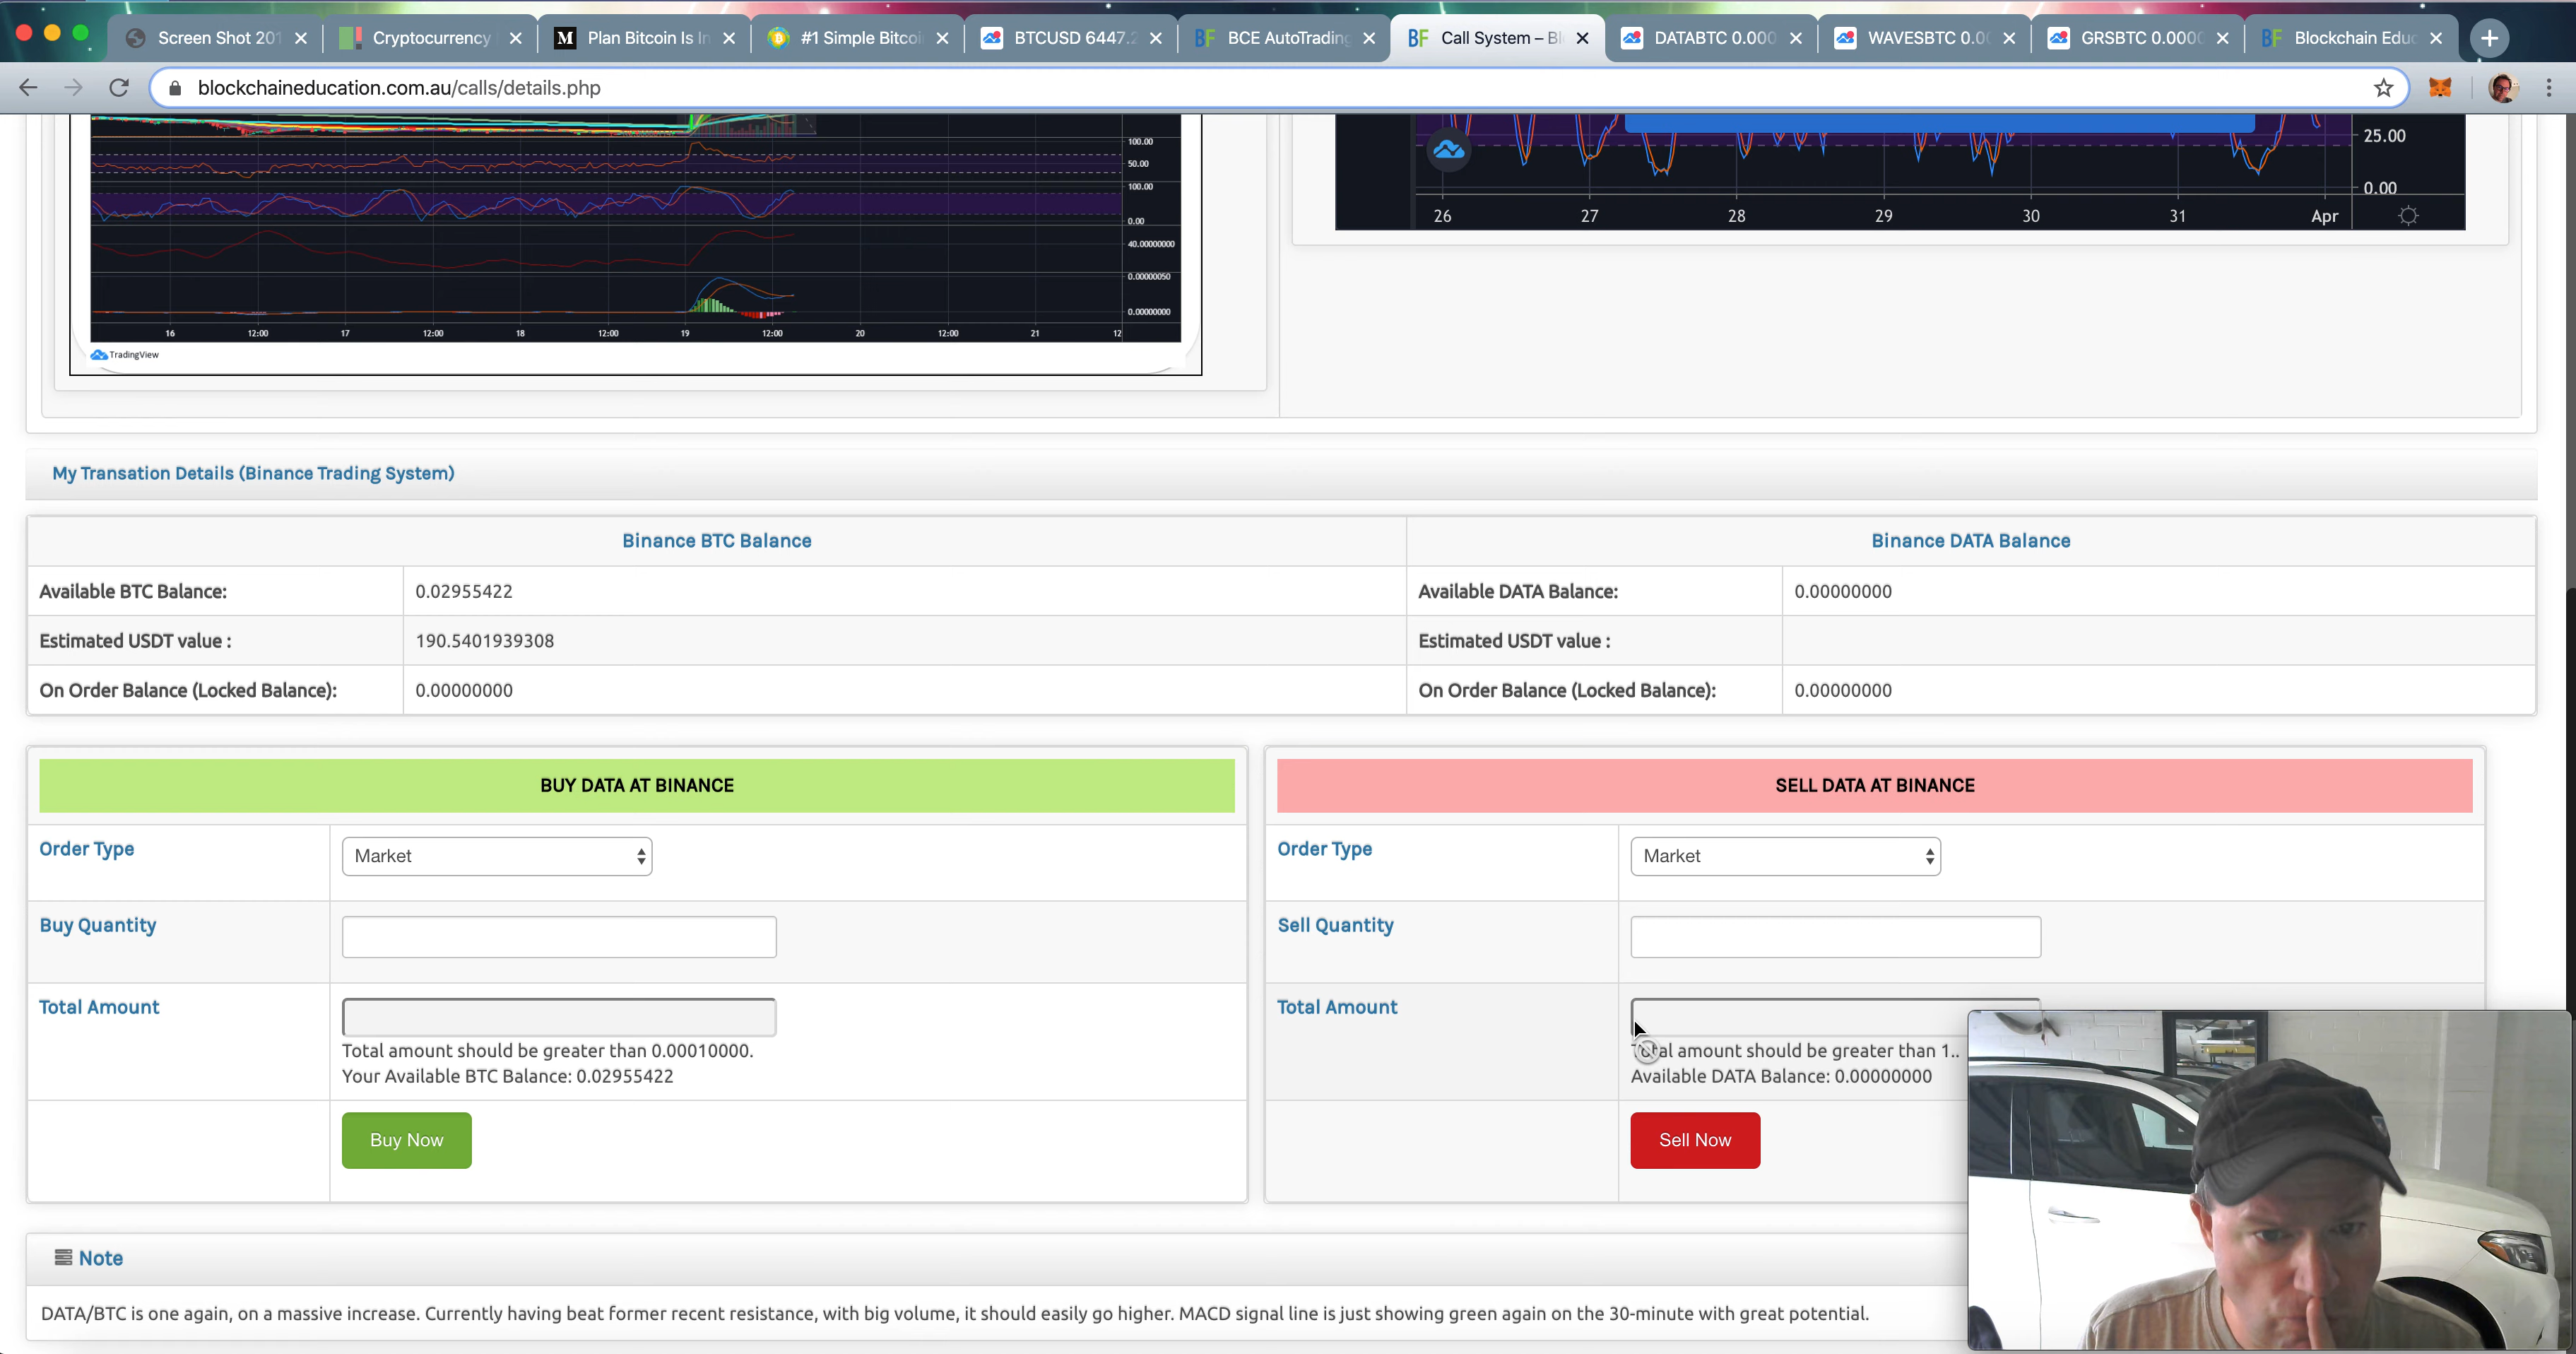 Screen Shot 201
Cryptocurrency
Plan Bitcoin Is In
#1 Simple Bitcoi
BTCUSD 6447.2
BCE AutoTrading
Call System – Bl
DATABTC 0.000
WAVESBTC 0.00
GRSBTC 0.0000
Blockchain Educ
blockchaineducation.com.au/calls/details.php
100.00
50.00
100.00
0.00
40.00000000
0.00000050
0.00000000
16 12:00 17 12:00 18 12:00 19 12:00 20 12:00 21 12
TradingView
25.00
0.00
26 27 28 29 30 31 Apr
My Transation Details (Binance Trading System)
Binance BTC Balance
Available BTC Balance: 0.02955422
Estimated USDT value : 190.5401939308
On Order Balance (Locked Balance): 0.00000000
Binance DATA Balance
Available DATA Balance: 0.00000000
Estimated USDT value :
On Order Balance (Locked Balance): 0.00000000
BUY DATA AT BINANCE
Order Type Market
Buy Quantity
Total Amount
Total amount should be greater than 0.00010000.
Your Available BTC Balance: 0.02955422
Buy Now
SELL DATA AT BINANCE
Order Type Market
Sell Quantity
Total Amount
Total amount should be greater than 1..
Available DATA Balance: 0.00000000
Sell Now
Note
DATA/BTC is one again, on a massive increase. Currently having beat former recent resistance, with big volume, it should easily go higher. MACD signal line is just showing green again on the 30-minute with great potential.